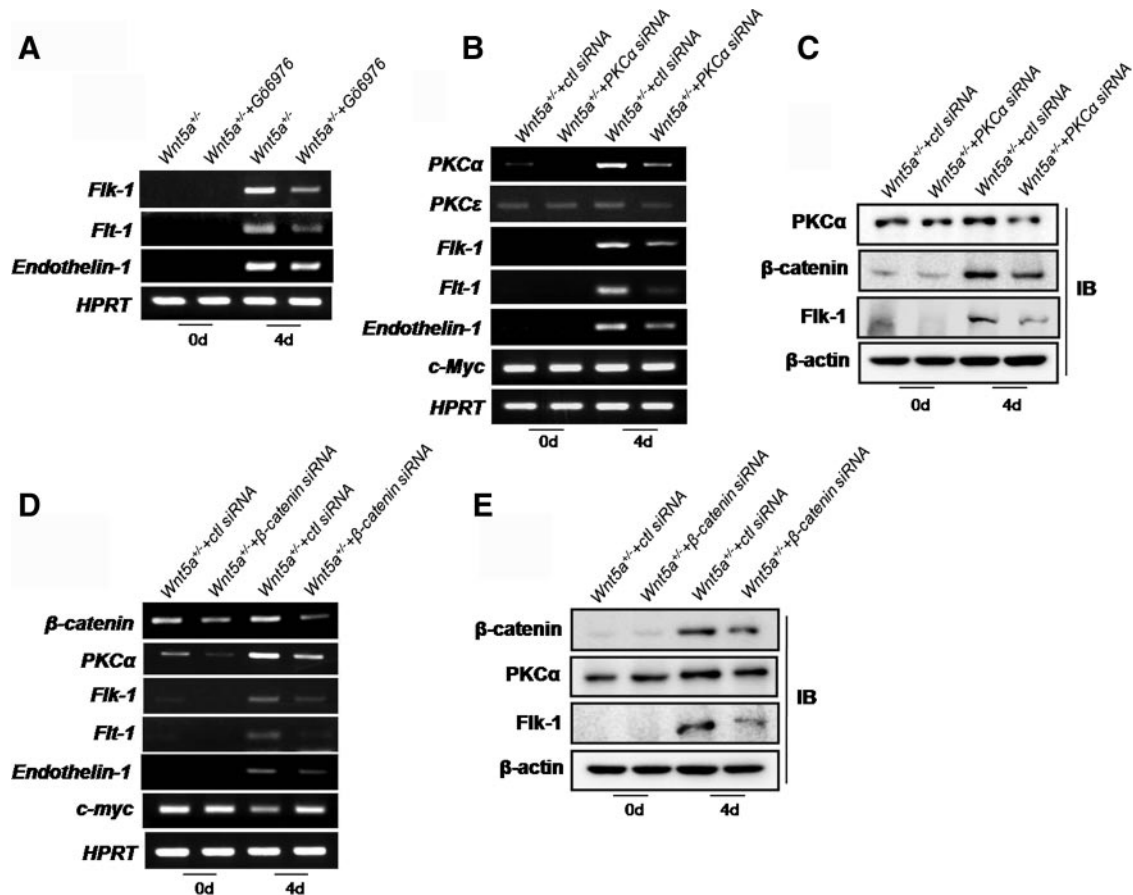 A
Wnt5a+/-
Wnt5a+/-+Gö6976
Wnt5a+/-
Wnt5a+/-+Gö6976
Flk-1
Flt-1
Endothelin-1
HPRT
0d 4d
B
Wnt5a+/-+ctl siRNA
Wnt5a+/-+PKCα siRNA
Wnt5a+/-+ctl siRNA
Wnt5a+/-+PKCα siRNA
PKCα
PKCε
Flk-1
Flt-1
Endothelin-1
c-Myc
HPRT
0d 4d
C
Wnt5a+/-+ctl siRNA
Wnt5a+/-+PKCα siRNA
Wnt5a+/-+ctl siRNA
Wnt5a+/-+PKCα siRNA
PKCα
β-catenin
Flk-1
β-actin
IB
0d 4d
D
Wnt5a+/-+ctl siRNA
Wnt5a+/-+β-catenin siRNA
Wnt5a+/-+ctl siRNA
Wnt5a+/-+β-catenin siRNA
β-catenin
PKCα
Flk-1
Flt-1
Endothelin-1
c-myc
HPRT
0d 4d
E
Wnt5a+/-+ctl siRNA
Wnt5a+/-+β-catenin siRNA
Wnt5a+/-+ctl siRNA
Wnt5a+/-+β-catenin siRNA
β-catenin
PKCα
Flk-1
β-actin
IB
0d 4d